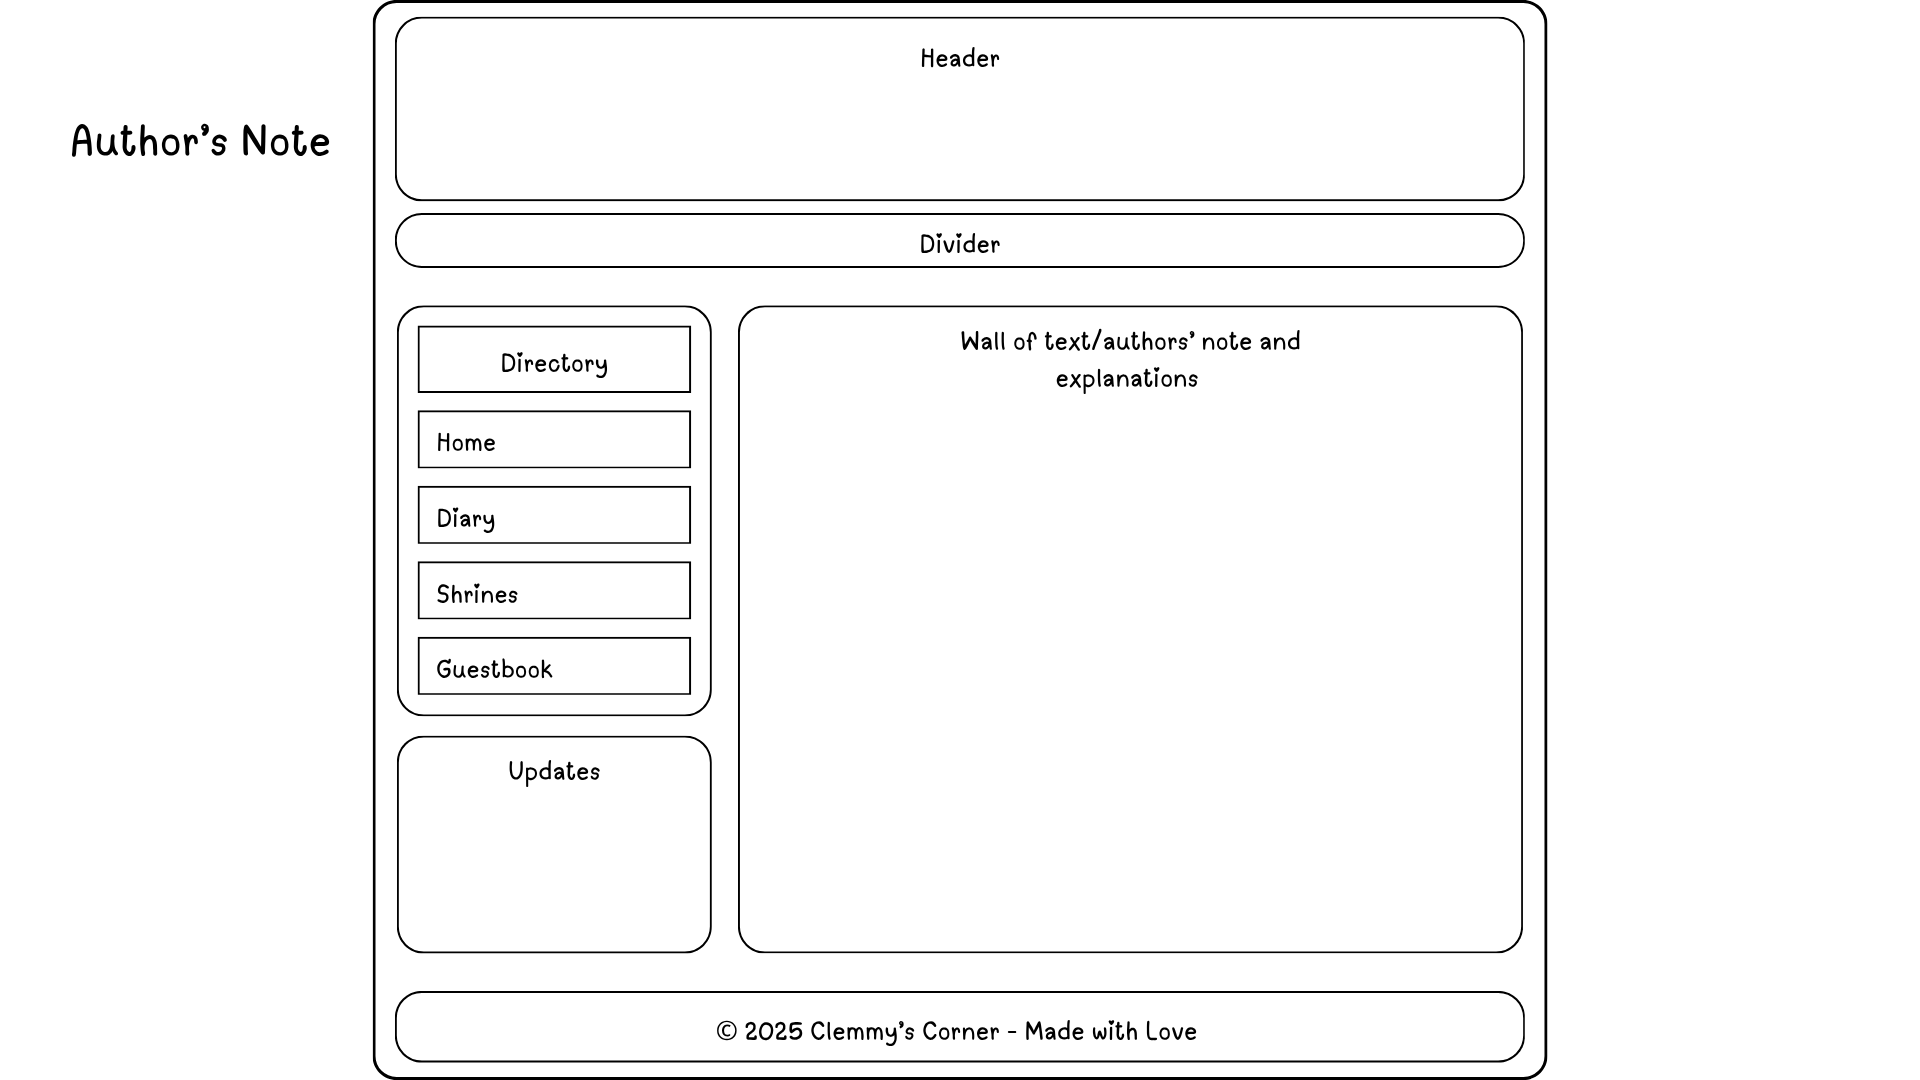 Author’s Note
Header
Divider
Directory
Home
Diary
Shrines
Guestbook
Updates
Wall of text/authors’ note and
explanations
© 2025 Clemmy’s Corner - Made with Love